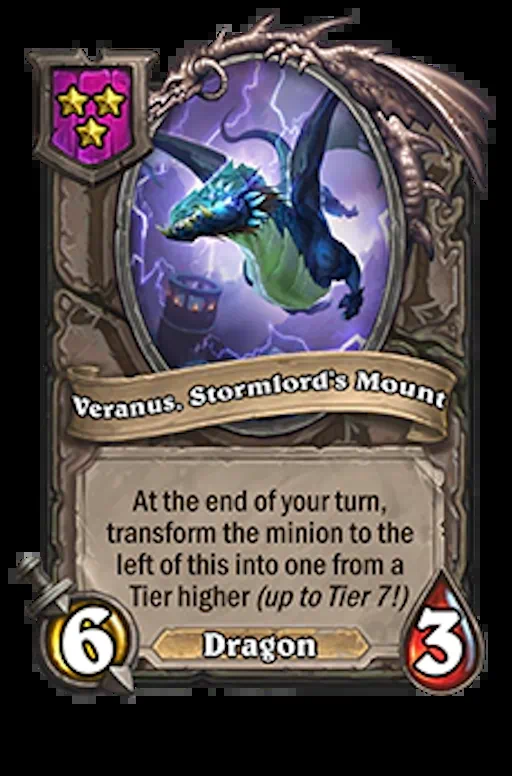 Veranus, Stormlord's Mount
At the end of your turn,
transform the minion to the
left of this into one from a
Tier higher (up to Tier 7!)
6
Dragon
3